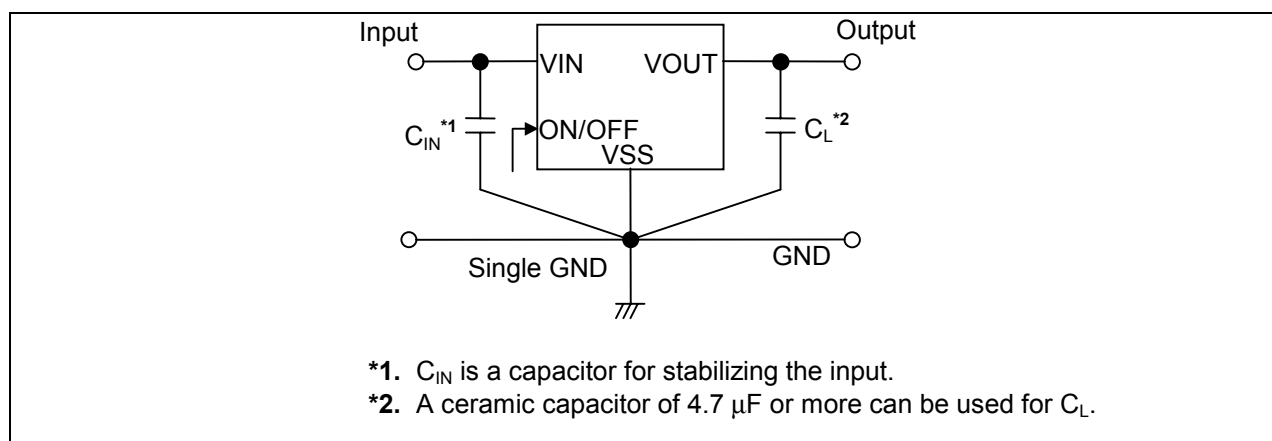 Input
Output
VIN
VOUT
C_IN*1
ON/OFF
C_L*2
VSS
Single GND
GND
*1. C_IN is a capacitor for stabilizing the input.
*2. A ceramic capacitor of 4.7 μF or more can be used for C_L.